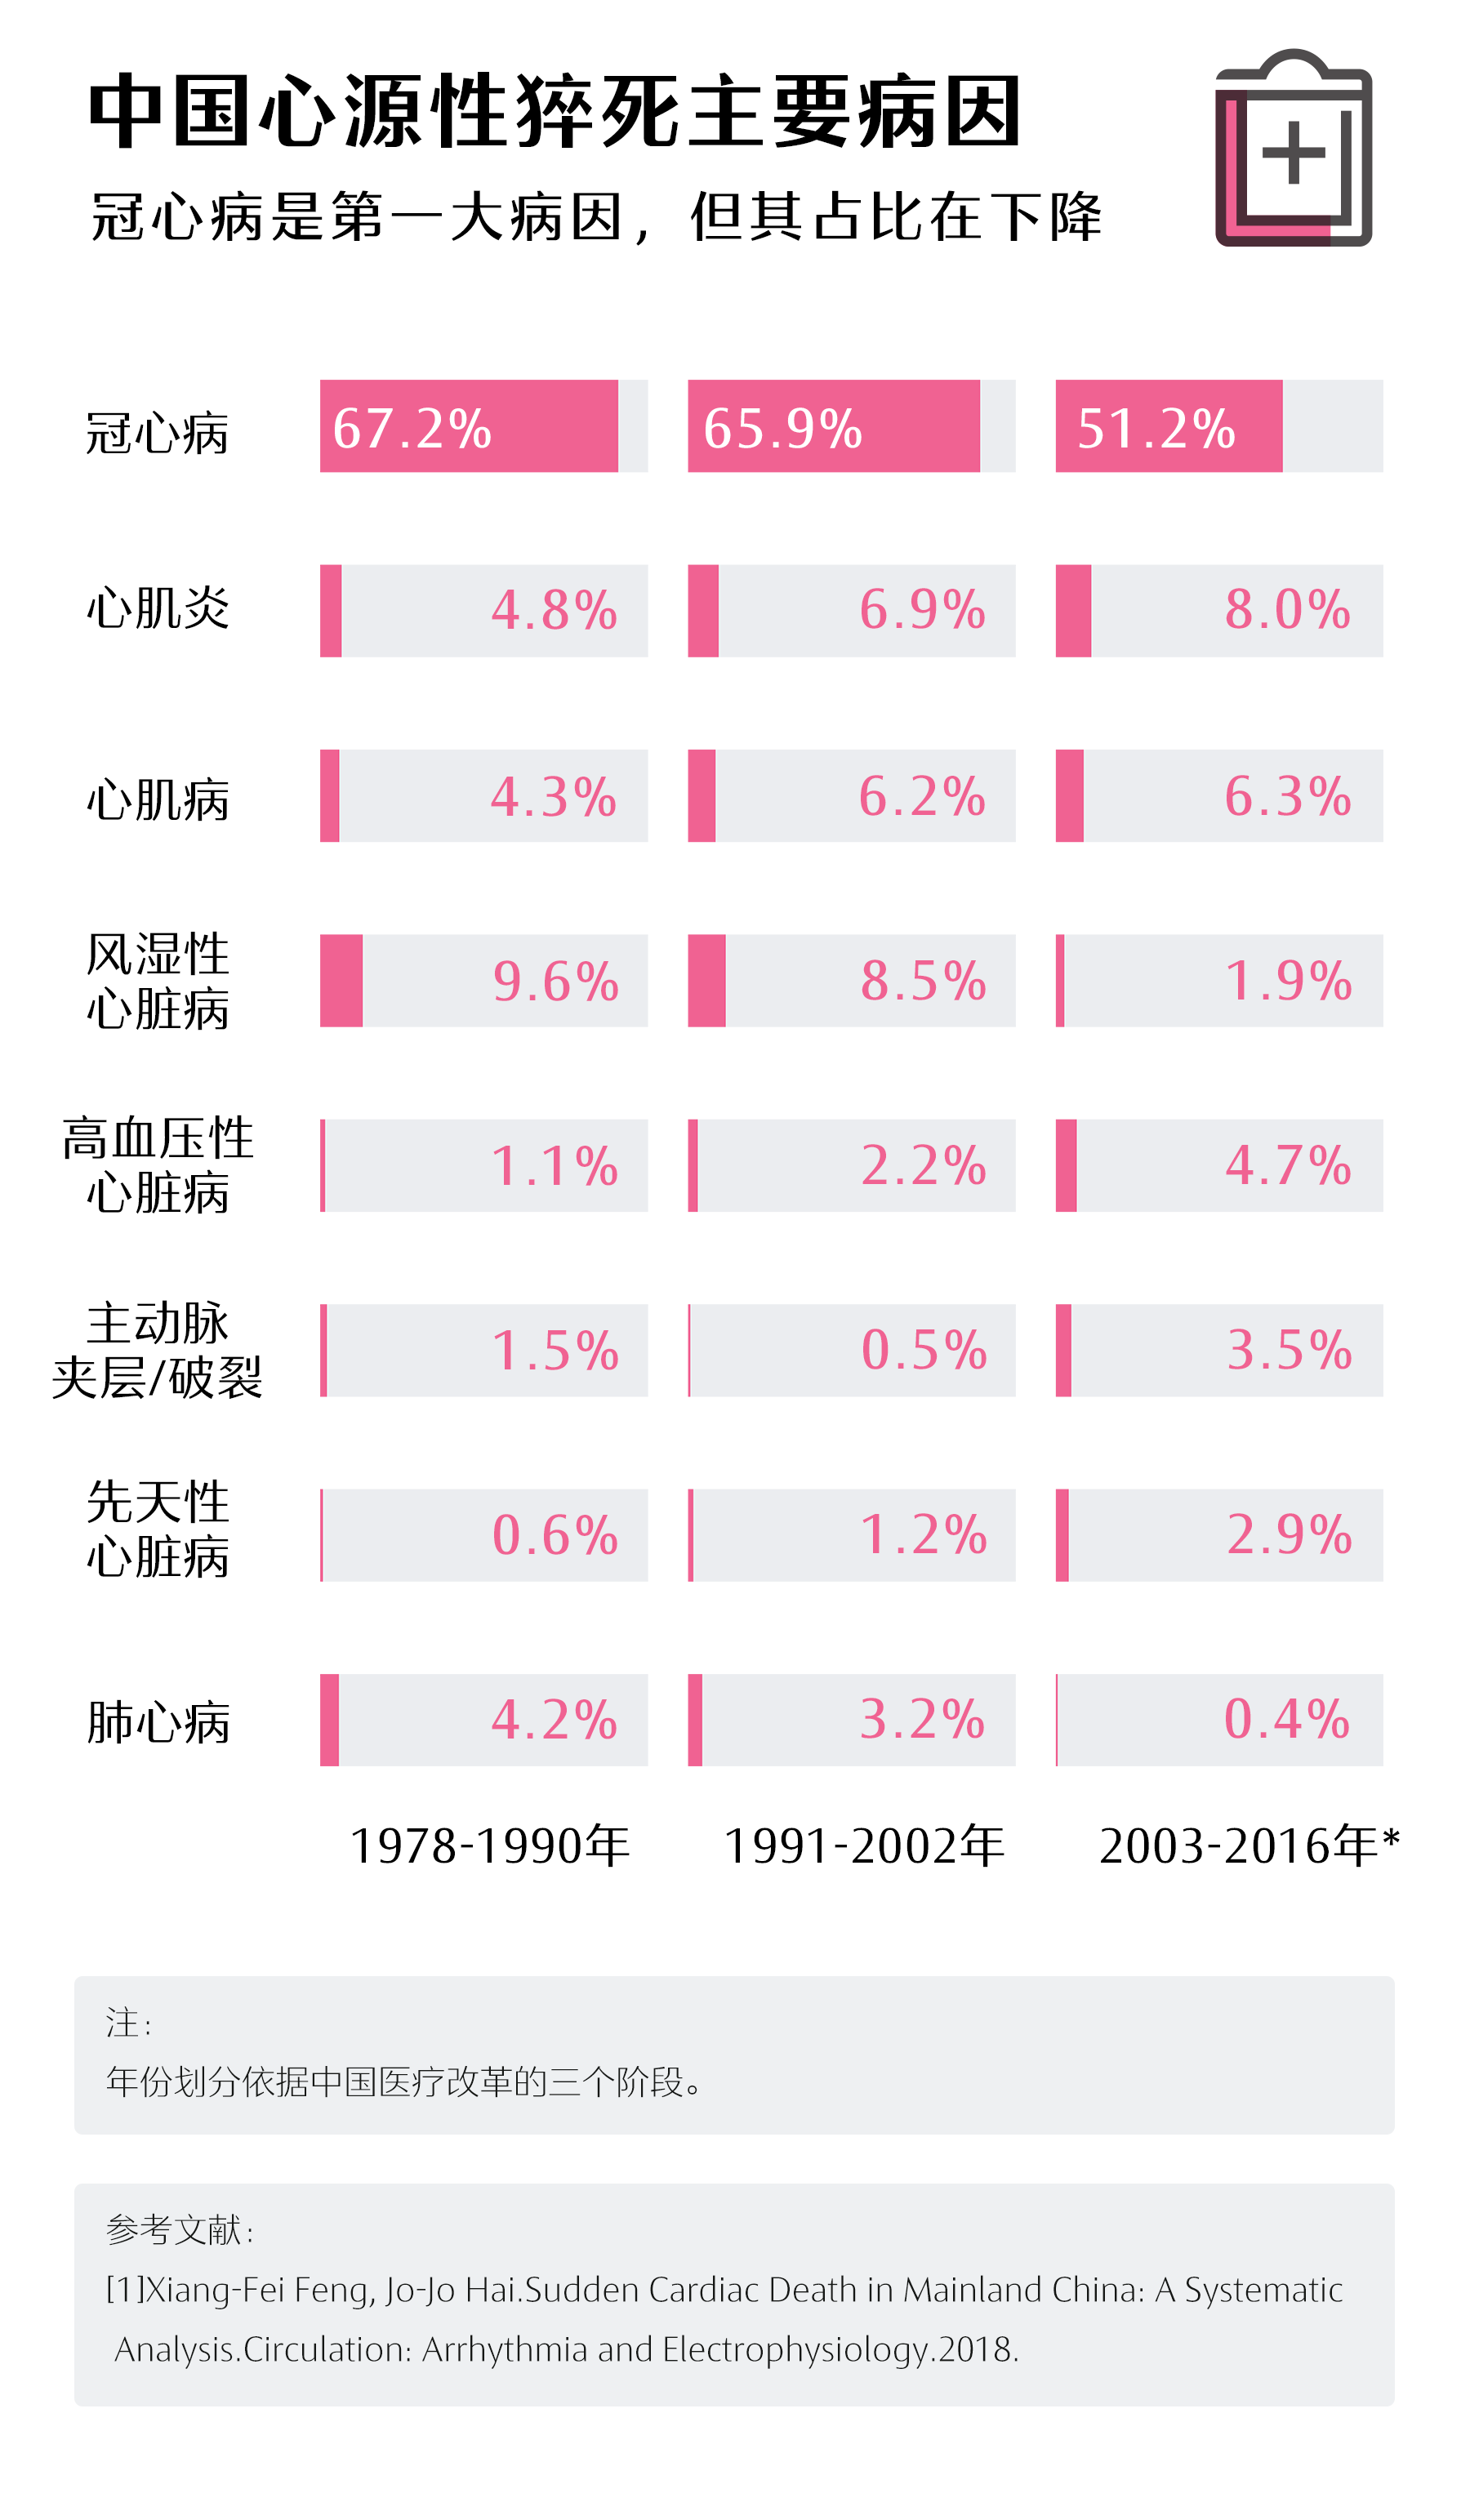 中国心源性猝死主要病因
冠心病是第一大病因，但其占比在下降
冠心病 67.2% 65.9% 51.2%
心肌炎 4.8% 6.9% 8.0%
心肌病 4.3% 6.2% 6.3%
风湿性
心脏病 9.6% 8.5% 1.9%
高血压性
心脏病 1.1% 2.2% 4.7%
主动脉
夹层/破裂 1.5% 0.5% 3.5%
先天性
心脏病 0.6% 1.2% 2.9%
肺心病 4.2% 3.2% 0.4%
1978-1990年 1991-2002年 2003-2016年*
注：
年份划分依据中国医疗改革的三个阶段。
参考文献：
[1]Xiang-Fei Feng, Jo-Jo Hai.Sudden Cardiac Death in Mainland China: A Systematic
Analysis.Circulation: Arrhythmia and Electrophysiology.2018.